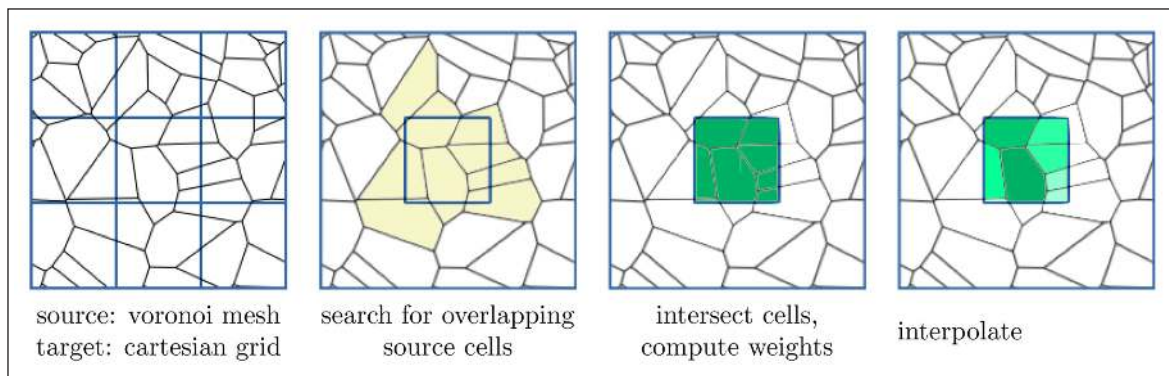 source: voronoi mesh
target: cartesian grid
search for overlapping
source cells
intersect cells,
compute weights
interpolate